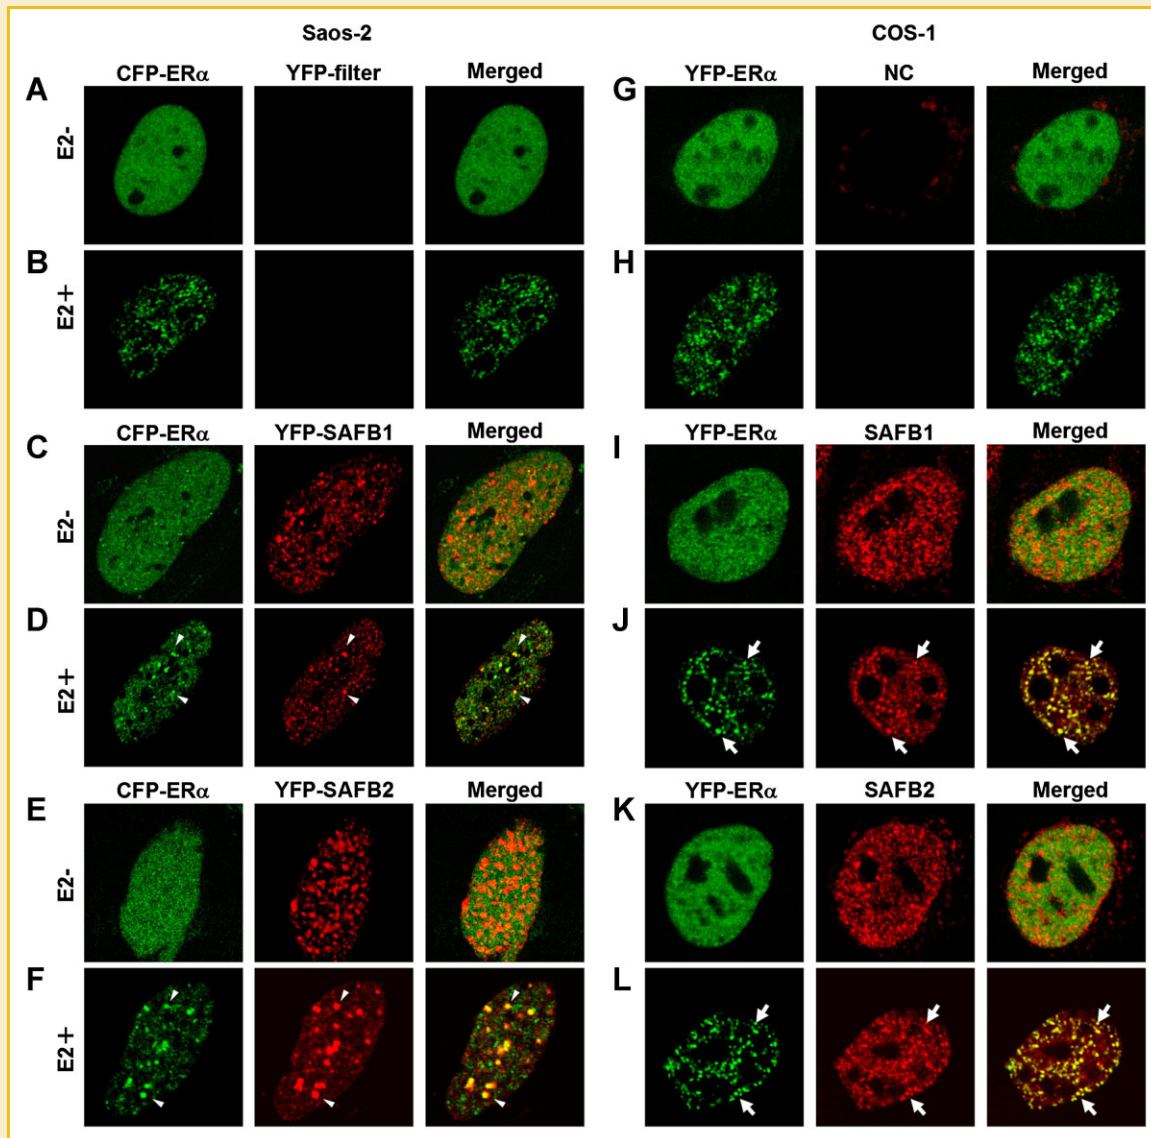 Saos-2 COS-1
CFP-ERα YFP-filter Merged YFP-ERα NC Merged
A G
E2-
B H
E2+
CFP-ERα YFP-SAFB1 Merged YFP-ERα SAFB1 Merged
C I
E2-
D J
E2+
CFP-ERα YFP-SAFB2 Merged YFP-ERα SAFB2 Merged
E K
E2-
F L
E2+